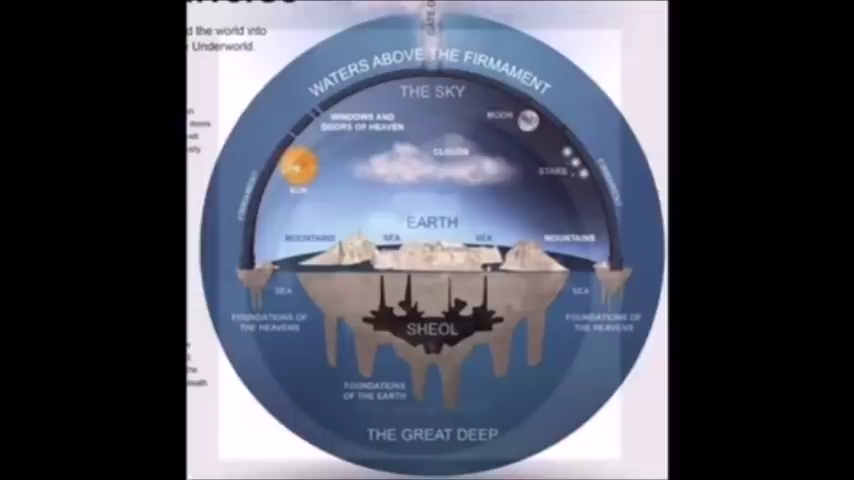 d the world into
Underworld.
WATERS ABOVE THE FIRMAMENT
THE SKY
WINDOWS AND
DOORS OF HEAVEN
MOON
CLOUDS
STARS
SUN
FIRMAMENT
FIRMAMENT
EARTH
MOUNTAINS
SEA
SEA
MOUNTAINS
SEA
SEA
FOUNDATIONS OF
THE HEAVENS
FOUNDATIONS OF
THE HEAVENS
SHEOL
FOUNDATIONS
OF THE EARTH
THE GREAT DEEP